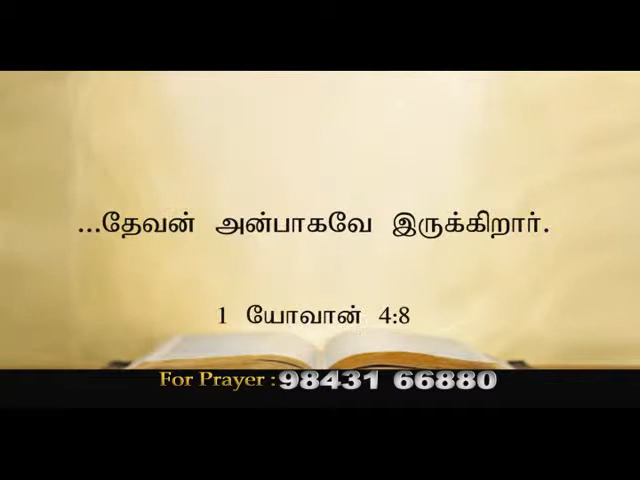 ...தேவன் அன்பாகவே இருக்கிறார்.
1 யோவான் 4:8
For Prayer : 98431 66880